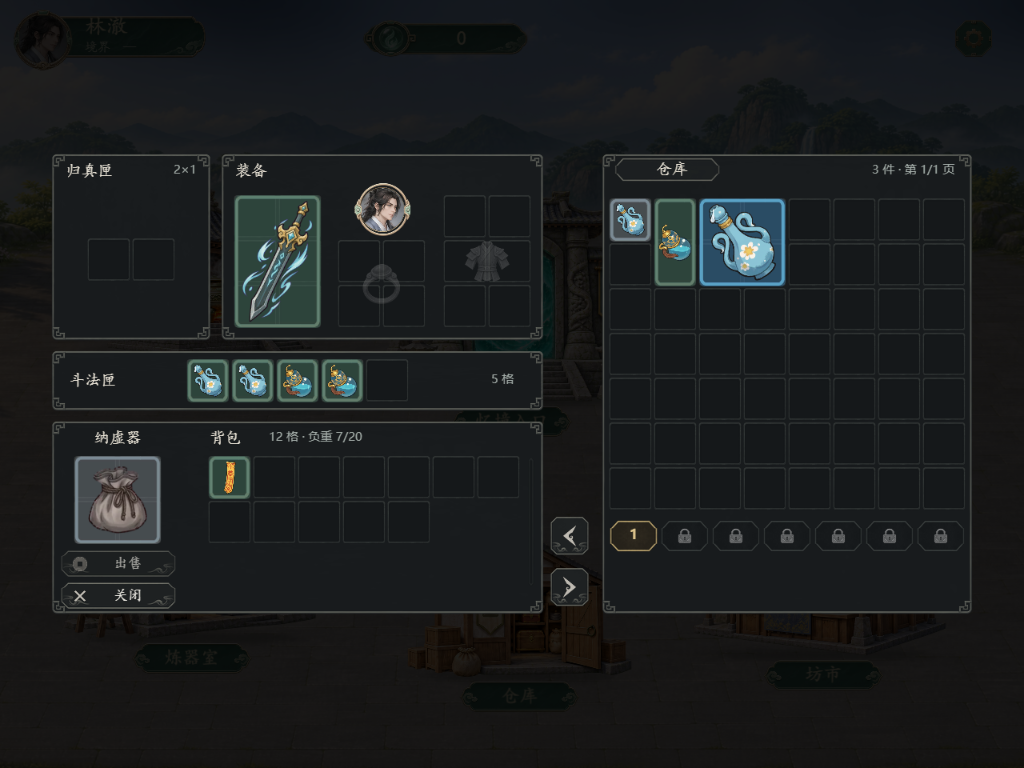 林澈
境界 —
0
归真匣 2×1
装备
仓库 3 件 · 第 1/1 页
斗法匣 5 格
纳虚器 背包 12 格 · 负重 7/20
1
出售
关闭
炼器室
仓库
坊市